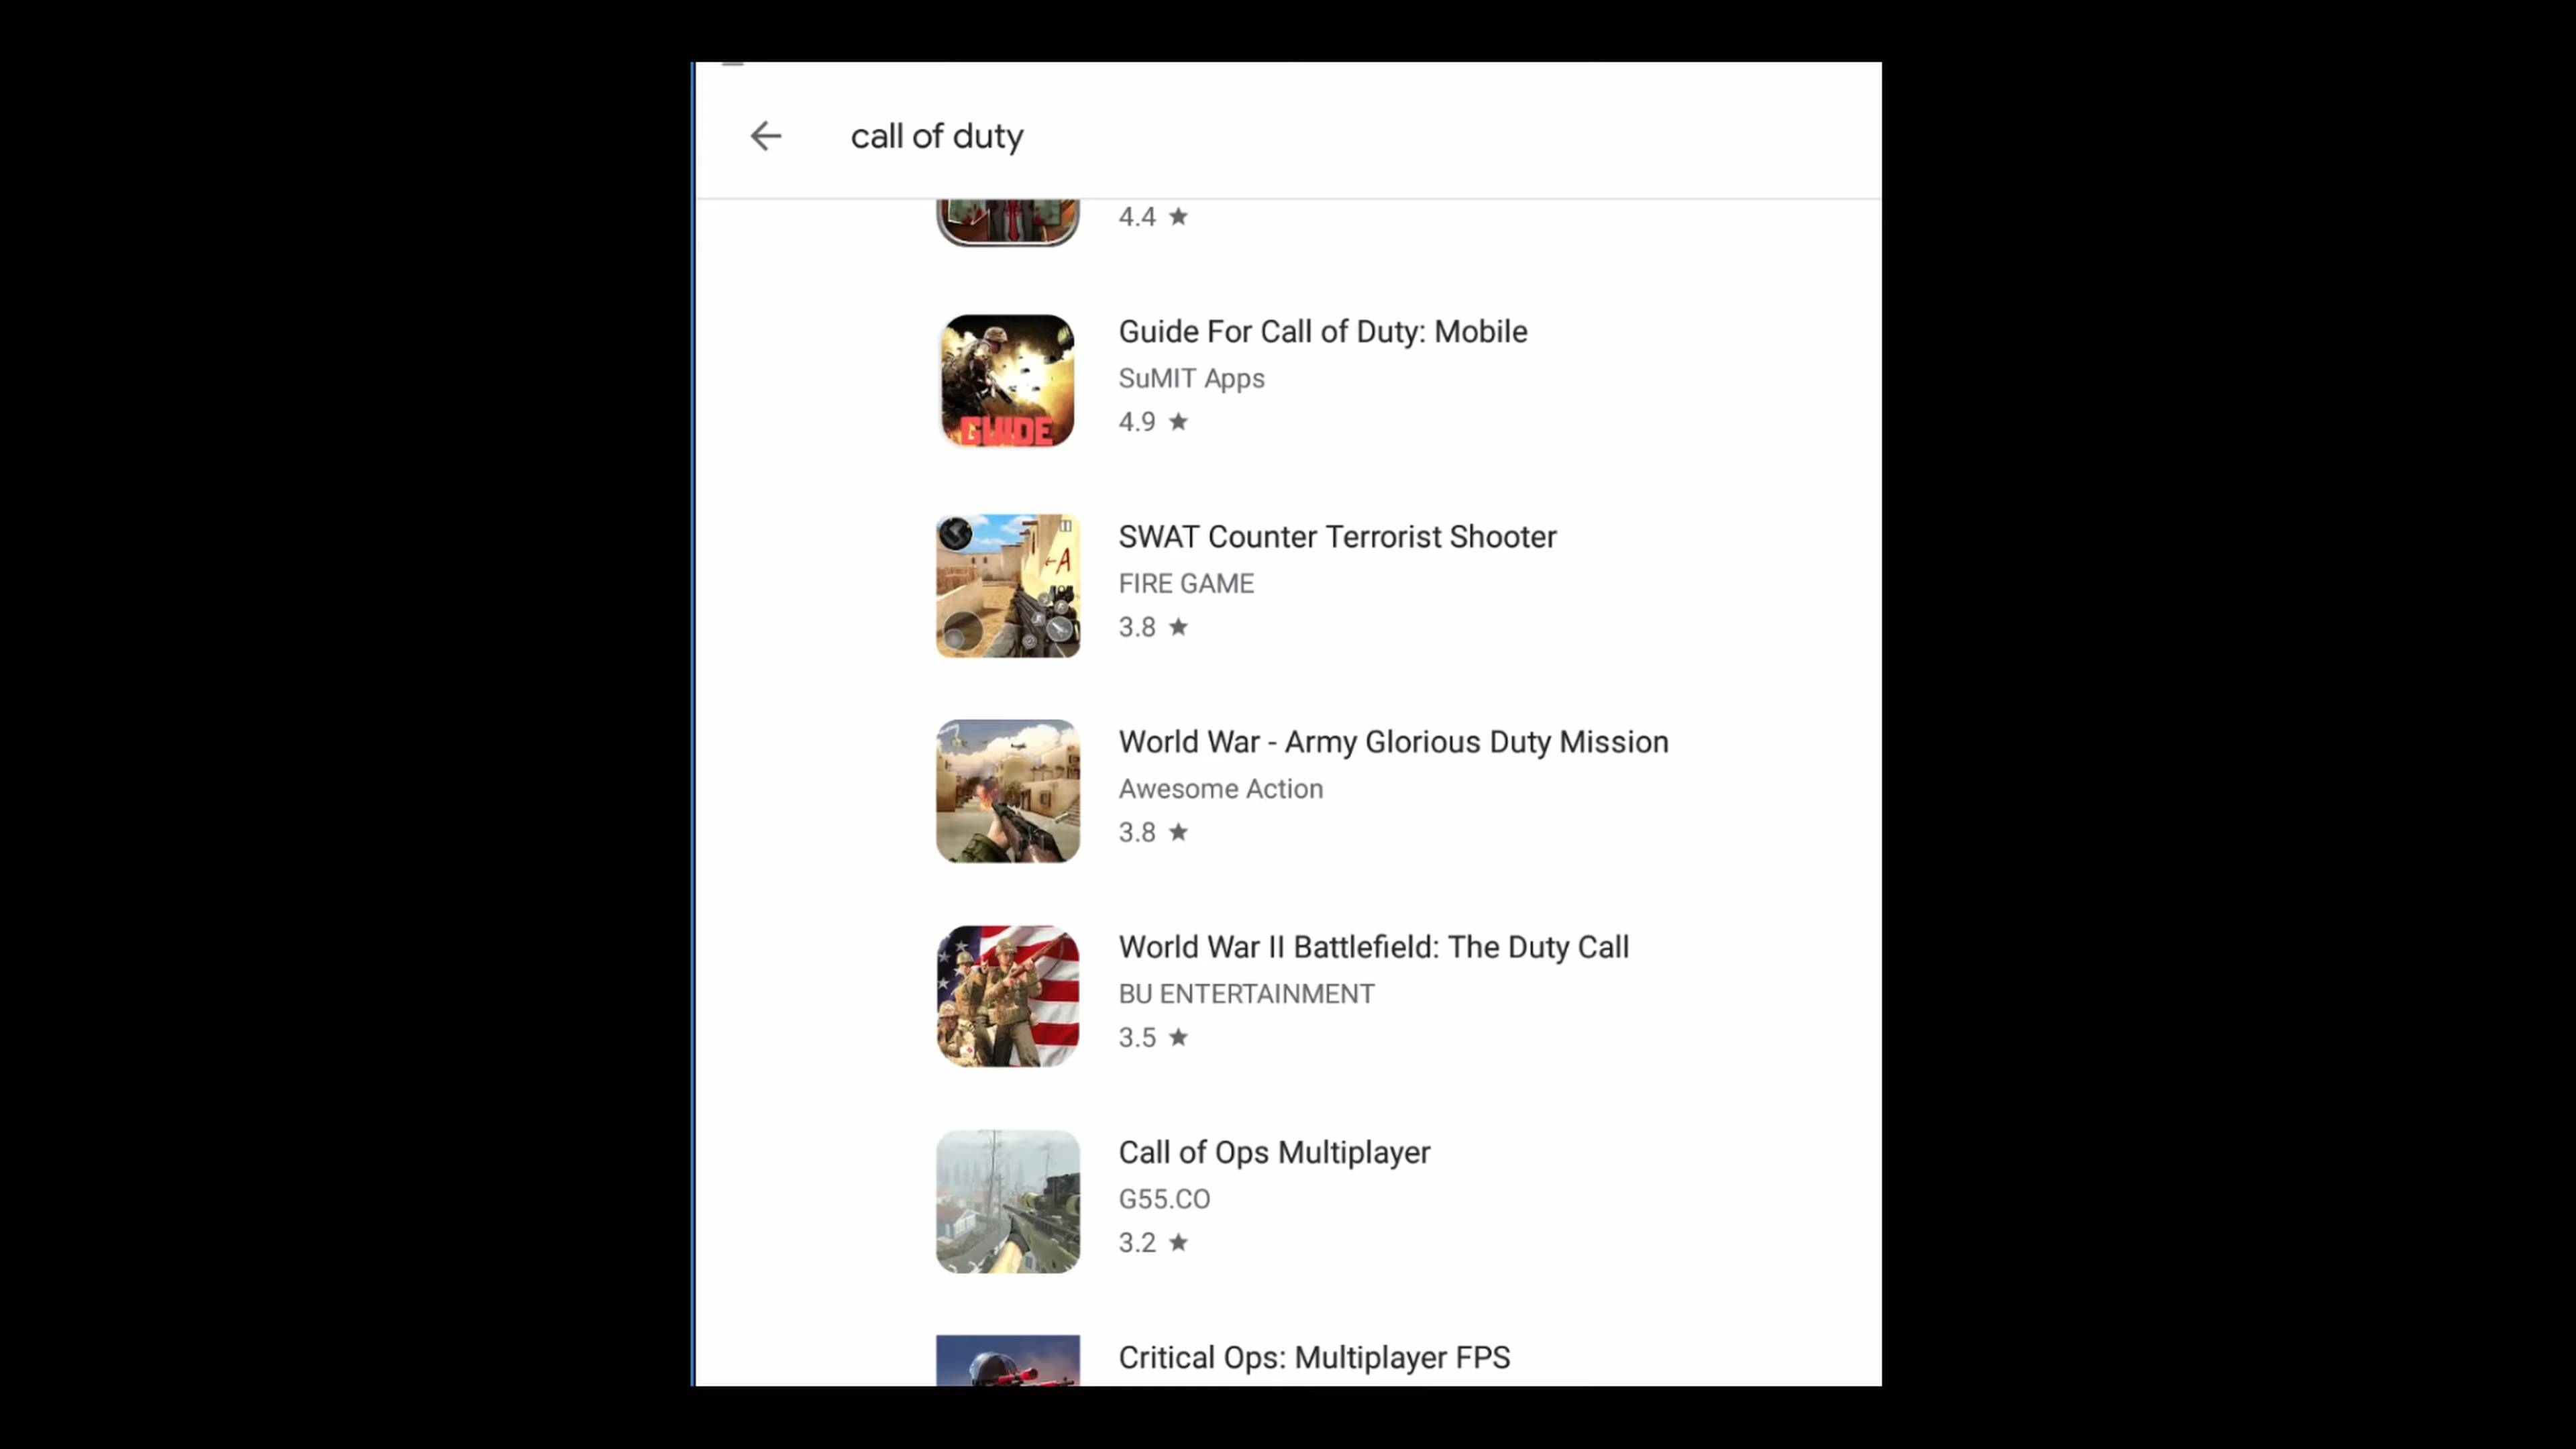 call of duty
4.4 ★
Guide For Call of Duty: Mobile
SuMIT Apps
4.9 ★
GUIDE
SWAT Counter Terrorist Shooter
FIRE GAME
3.8 ★
←A
World War - Army Glorious Duty Mission
Awesome Action
3.8 ★
World War II Battlefield: The Duty Call
BU ENTERTAINMENT
3.5 ★
Call of Ops Multiplayer
G55.CO
3.2 ★
Critical Ops: Multiplayer FPS